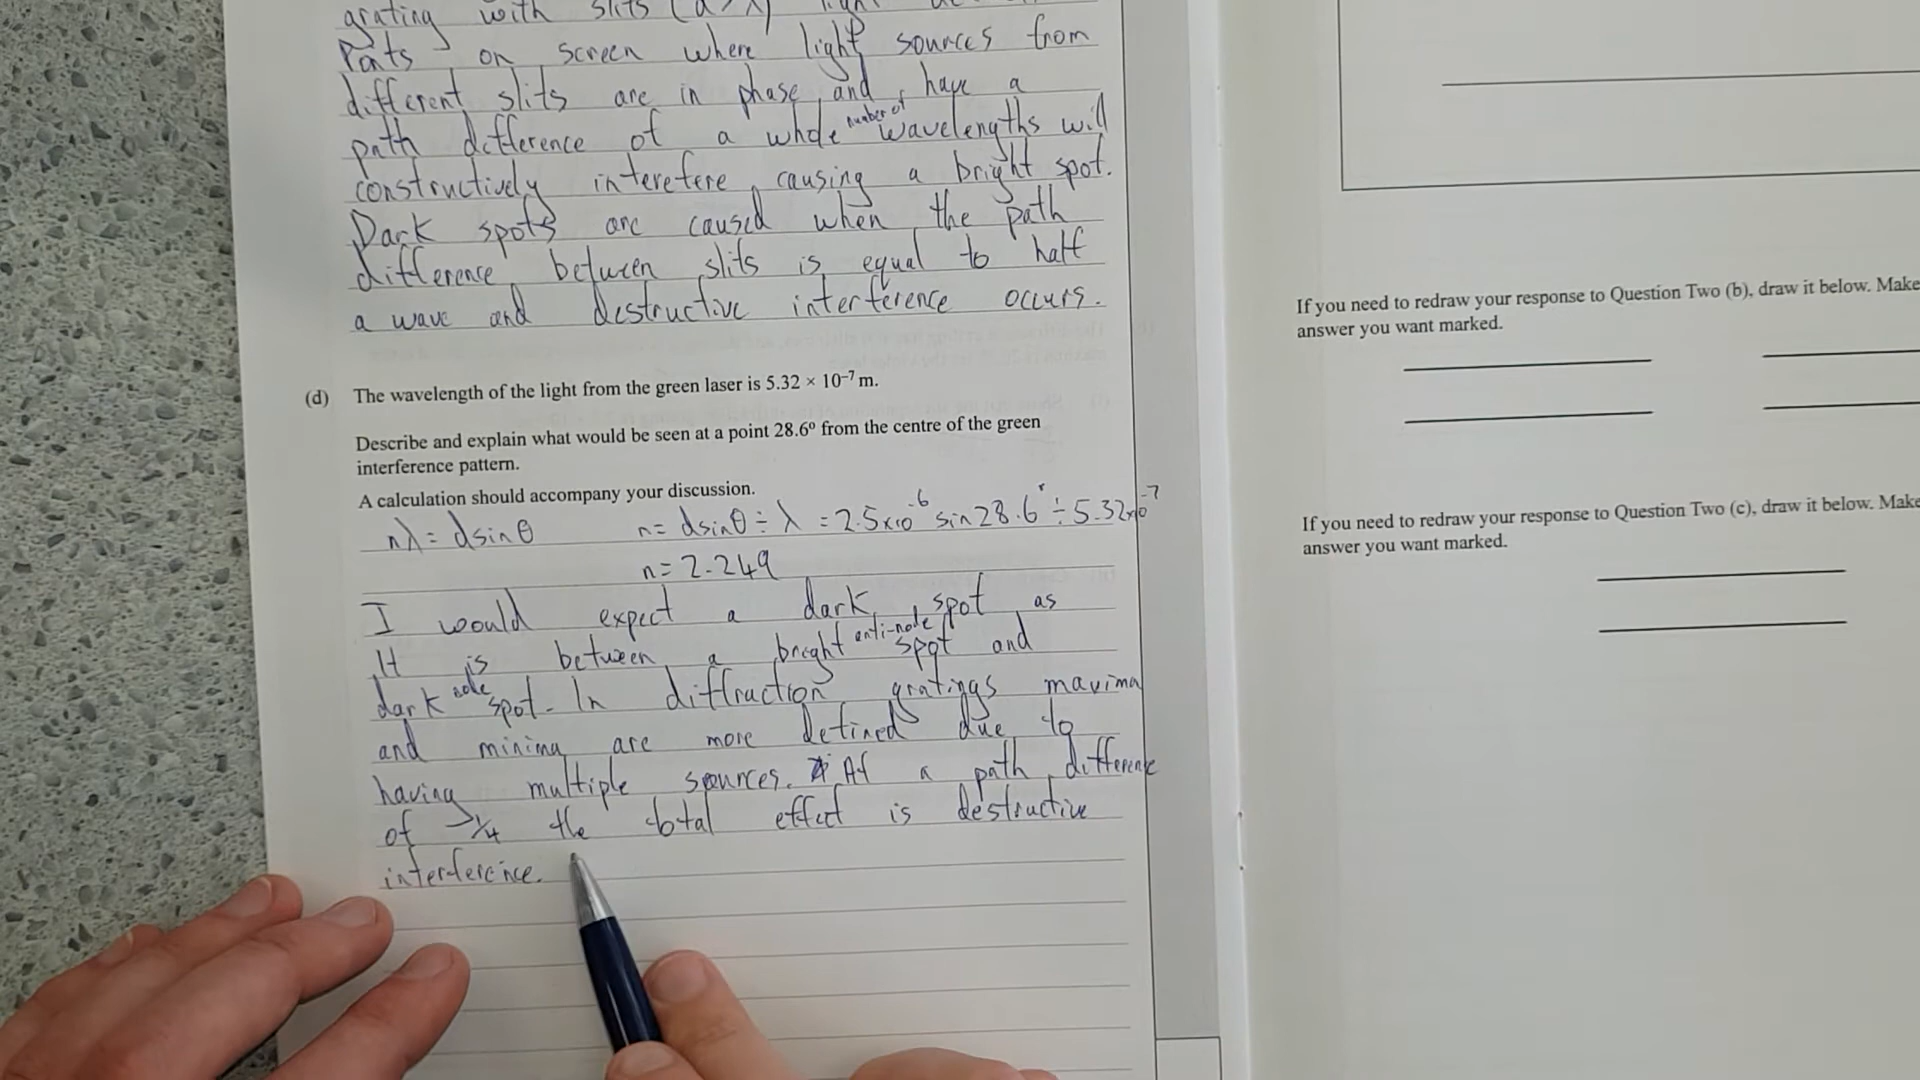 grating with slits
Points on screen where light sources from
different slits are in phase and have a
path difference of a whole number of wavelengths will
constructively interefere, causing a bright spot.
Dark spots are caused when the path
difference between slits is equal to half
a wave and destructive interference occurs.
(d) The wavelength of the light from the green laser is 5.32 × 10⁻⁷ m.
Describe and explain what would be seen at a point 28.6° from the centre of the green
interference pattern.
A calculation should accompany your discussion.
nλ = dsinθ n = dsinθ ÷ λ = 2.5x10⁻⁶ sin28.6° ÷ 5.32x10⁻⁷
n = 2.249
I would expect a dark spot as
It is between a bright anti-node spot and
dark node spot. In diffraction gratings maxima
and minima are more defined due to
having multiple sources. At a path difference
of the total effect is destructive
interference.
If you need to redraw your response to Question Two (b), draw it below. Make
answer you want marked.
If you need to redraw your response to Question Two (c), draw it below. Make
answer you want marked.